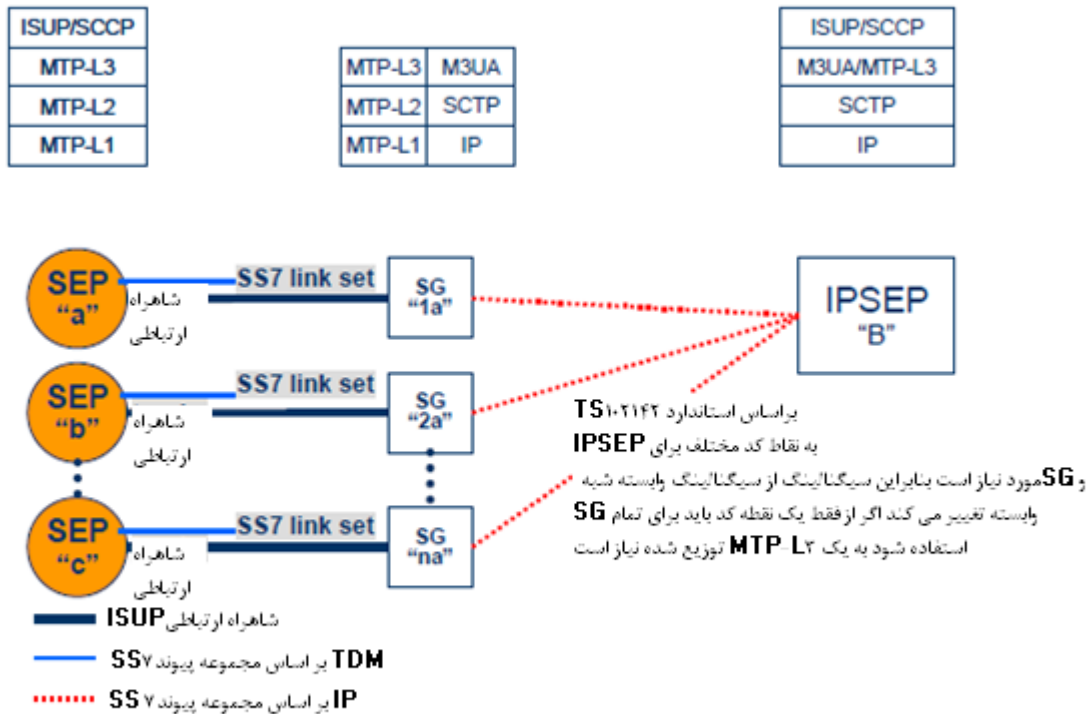 ISUP/SCCP
MTP-L3
MTP-L2
MTP-L1
MTP-L3 M3UA
MTP-L2 SCTP
MTP-L1 IP
ISUP/SCCP
M3UA/MTP-L3
SCTP
IP
SEP
“a”
شاهراه
ارتباطی
SS7 link set
SG
“1a”
IPSEP
“B”
SEP
“b”
شاهراه
ارتباطی
SS7 link set
SG
“2a”
SEP
“c”
شاهراه
ارتباطی
SS7 link set
SG
“na”
براساس استاندارد TS۱۰۲۱۴۲
به نقاط کد مختلف برای IPSEP
و SG مورد نیاز است بنابراین سیگنالینگ از سیگنالینگ وابسته شبه
وابسته تغییر می کند اگر از فقط یک نقطه کد باید برای تمام SG
استفاده شود به یک MTP-L۳ توزیع شده نیاز است
شاهراه ارتباطی ISUP
TDM بر اساس مجموعه پیوند SS۷
IP بر اساس مجموعه پیوند SS ۷